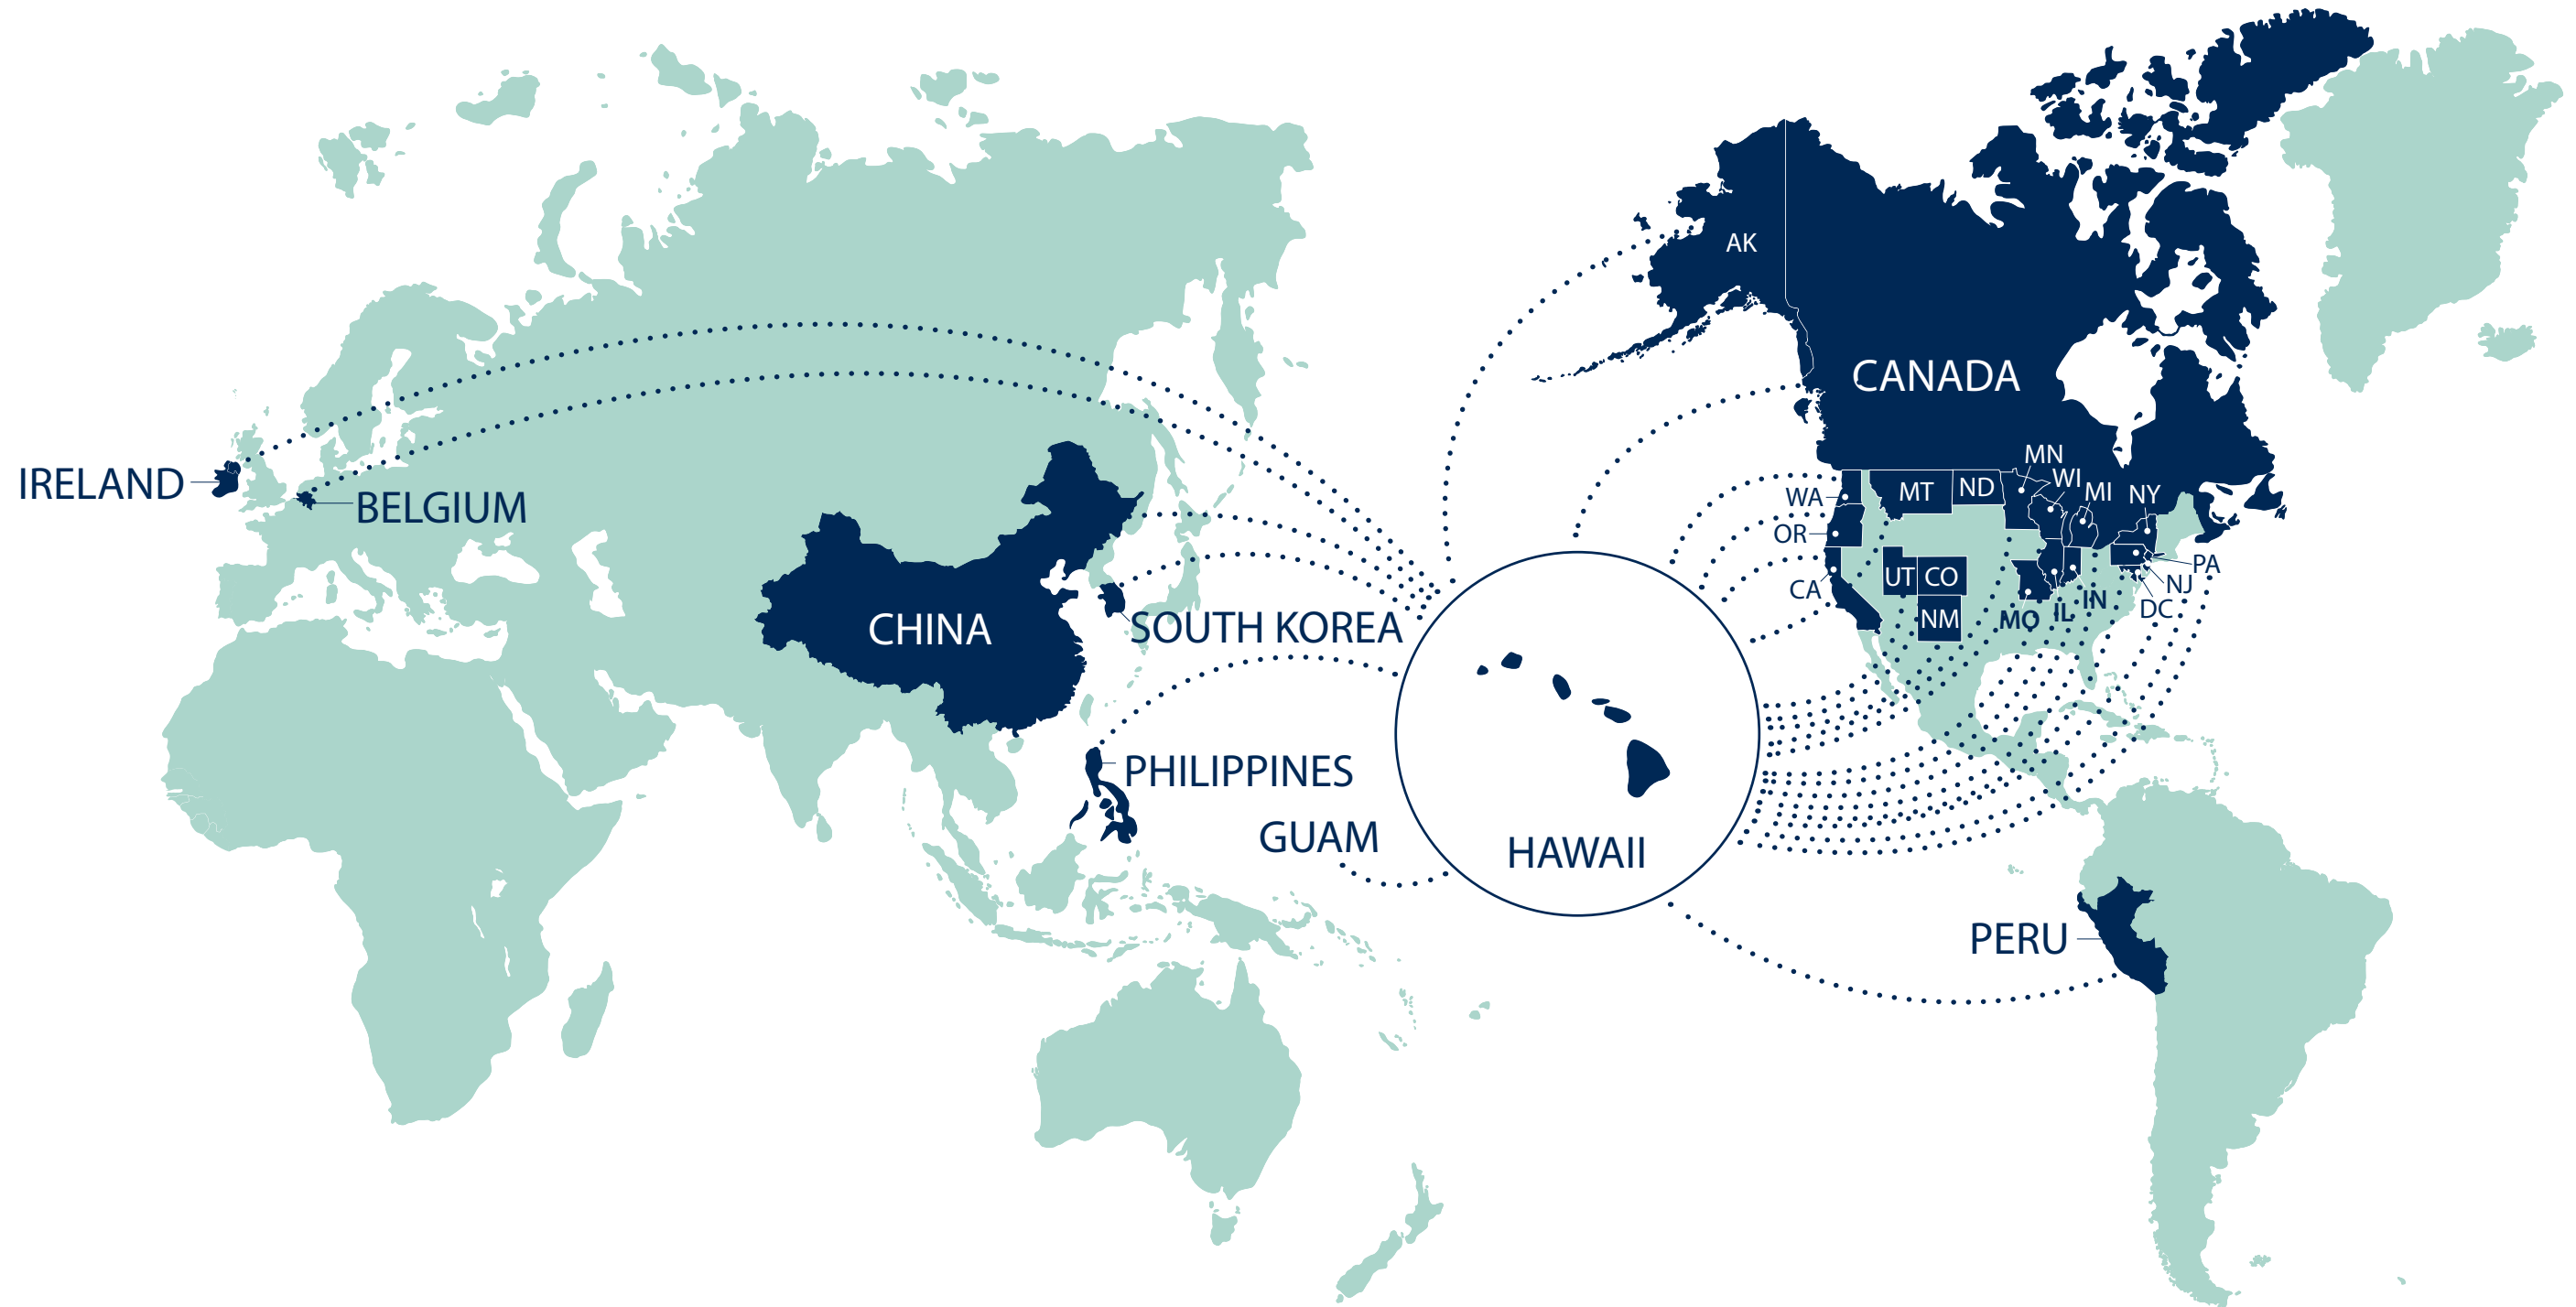 AK
CANADA
MN
WI
MI
NY
MT
ND
WA
OR
CA
UT
CO
NM
MO
IL
IN
PA
NJ
DC
IRELAND
BELGIUM
CHINA
SOUTH KOREA
PHILIPPINES
GUAM
HAWAII
PERU